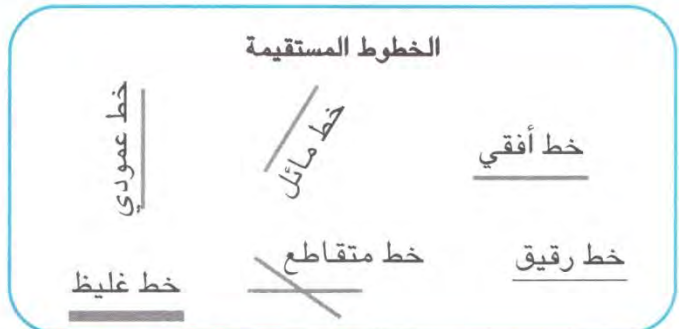 الخطوط المستقيمة
خط أفقي
خط مائل
خط عمودي
خط رقيق
خط متقاطع
خط غليظ